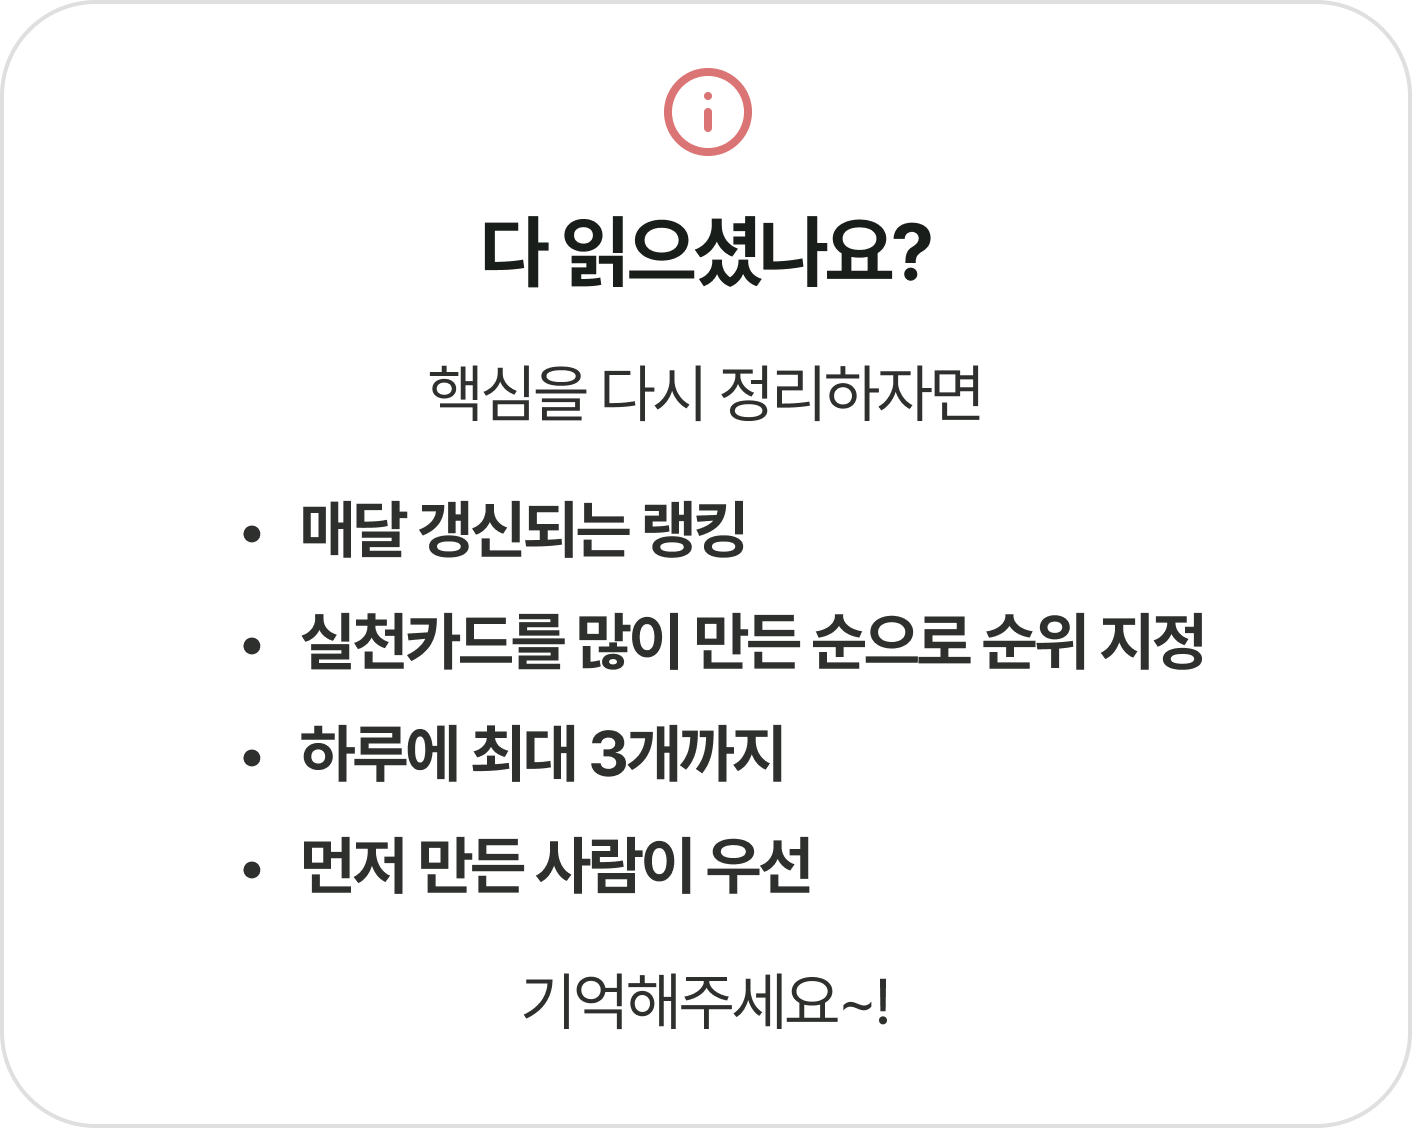 다 읽으셨나요?
핵심을 다시 정리하자면
• 매달 갱신되는 랭킹
• 실천카드를 많이 만든 순으로 순위 지정
• 하루에 최대 3개까지
• 먼저 만든 사람이 우선
기억해주세요~!